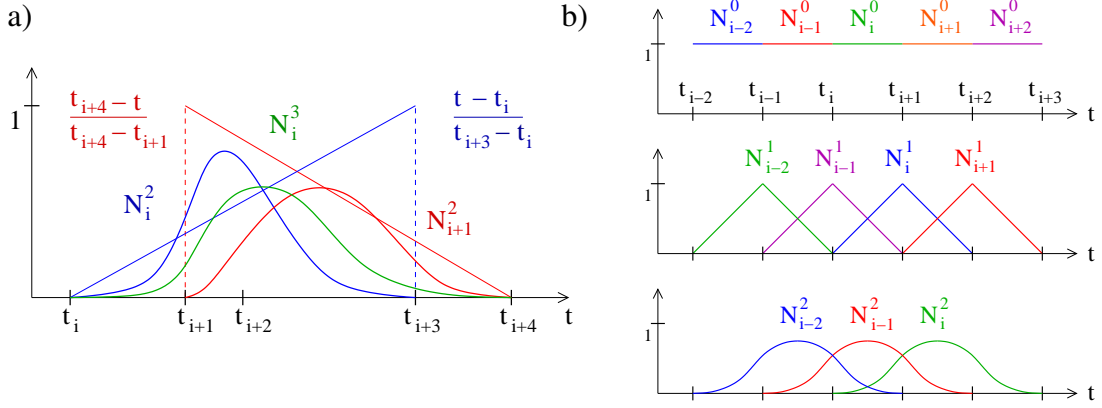 a)
1
t_{i+4} − t
t_{i+4} − t_{i+1}
N_i^3
t − t_i
t_{i+3} − t_i
N_i^2
N_{i+1}^2
t_i
t_{i+1}
t_{i+2}
t_{i+3}
t_{i+4}
t
b)
N_{i−2}^0 N_{i−1}^0 N_i^0 N_{i+1}^0 N_{i+2}^0
1
t_{i−2} t_{i−1} t_i t_{i+1} t_{i+2} t_{i+3}
t
N_{i−2}^1 N_{i−1}^1 N_i^1 N_{i+1}^1
1
t
N_{i−2}^2 N_{i−1}^2 N_i^2
1
t